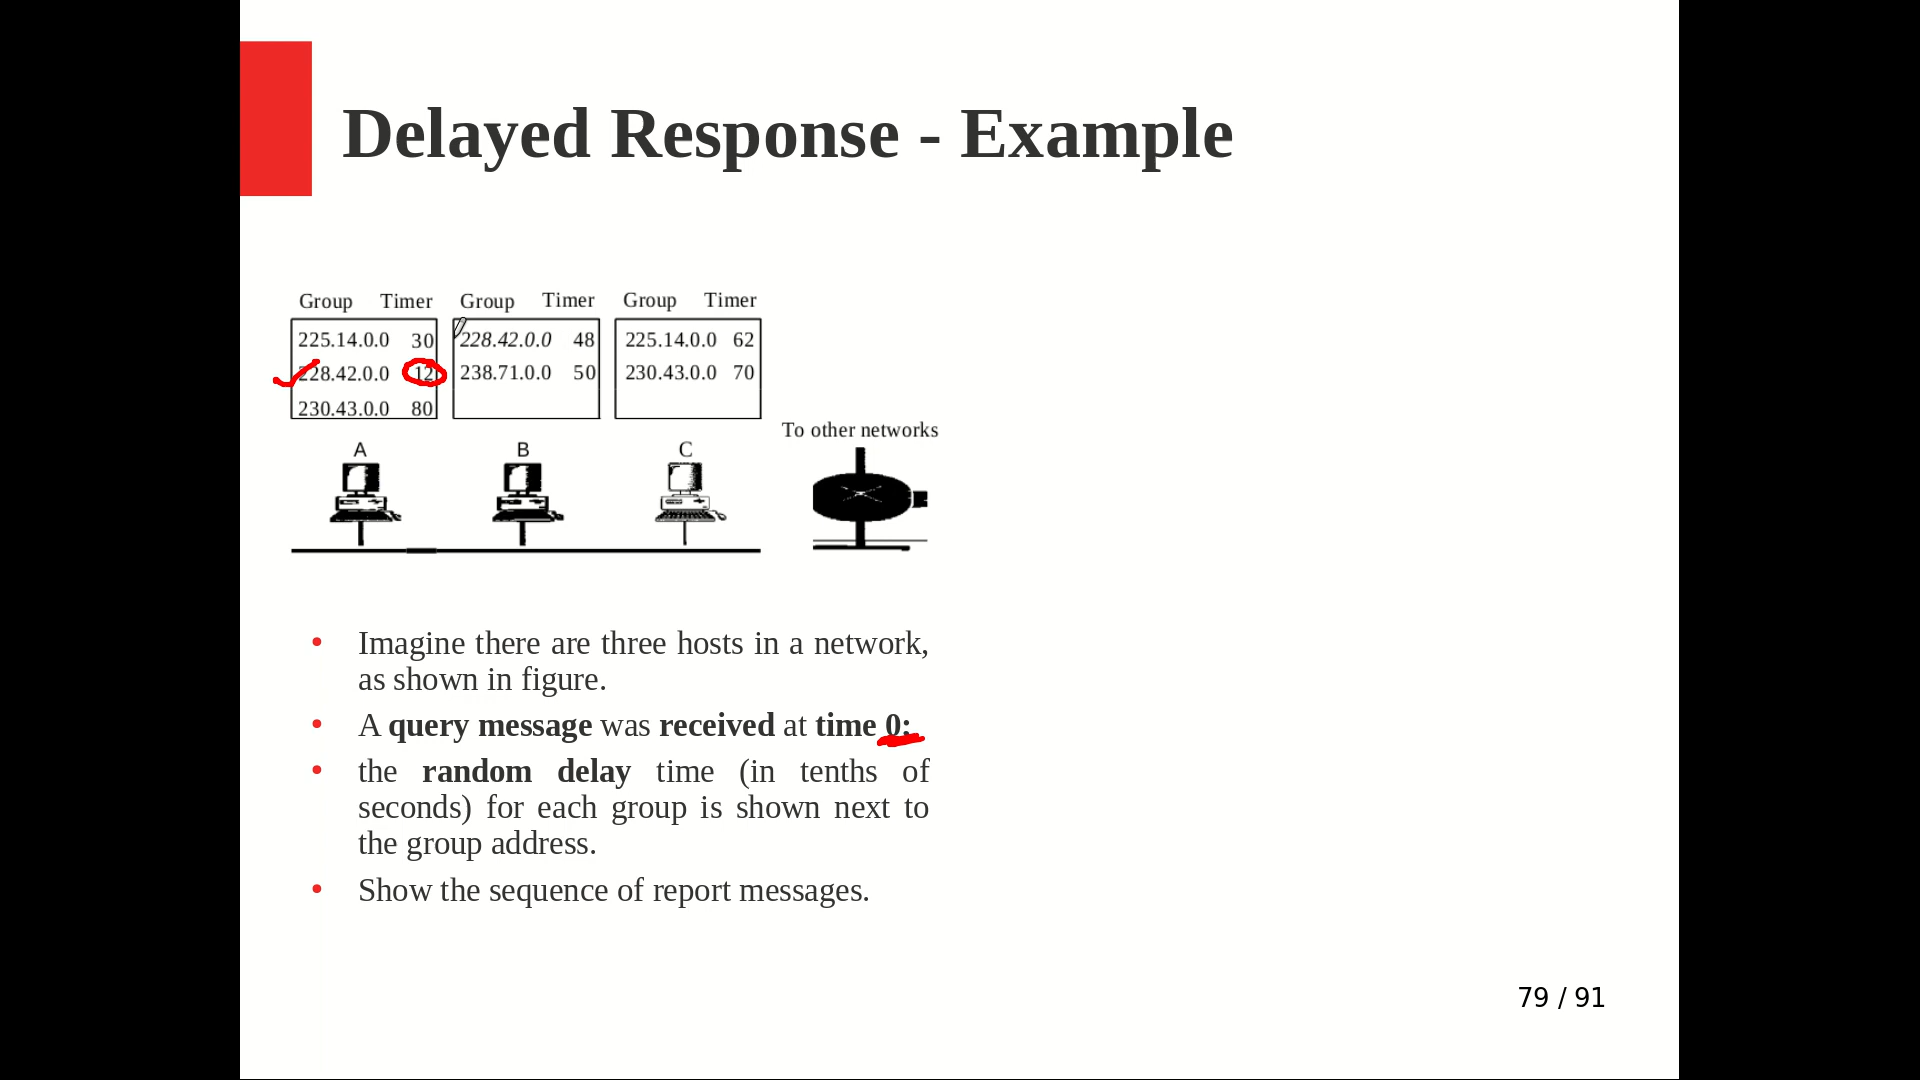 Delayed Response - Example
Group Timer Group Timer Group Timer
225.14.0.0 30 228.42.0.0 48 225.14.0.0 62
228.42.0.0 12 238.71.0.0 50 230.43.0.0 70
230.43.0.0 80
To other networks
A B C
• Imagine there are three hosts in a network,
as shown in figure.
• A query message was received at time 0;
• the random delay time (in tenths of
seconds) for each group is shown next to
the group address.
• Show the sequence of report messages.
79 / 91